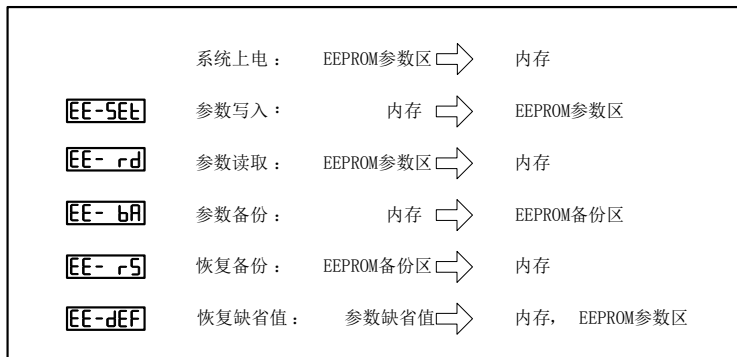 系统上电： EEPROM参数区 内存
EE-SEt 参数写入： 内存 EEPROM参数区
EE- rd 参数读取： EEPROM参数区 内存
EE- bA 参数备份： 内存 EEPROM备份区
EE- rS 恢复备份： EEPROM备份区 内存
EE-dEF 恢复缺省值： 参数缺省值 内存， EEPROM参数区